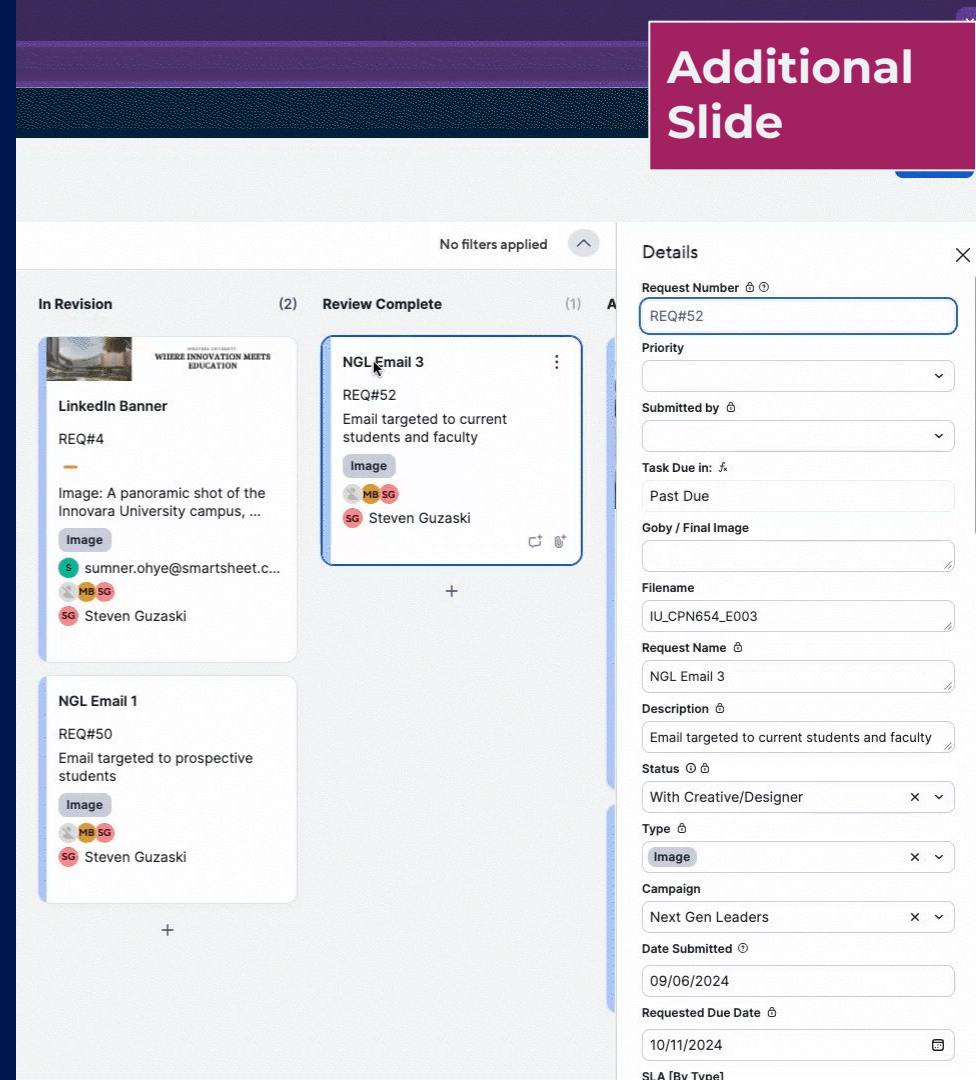 Additional
Slide
No filters applied
In Revision (2)
WHERE INNOVATION MEETS
EDUCATION
LinkedIn Banner
REQ#4
Image: A panoramic shot of the
Innovara University campus, ...
Image
S sumner.ohye@smartsheet.c...
MB SG
SG Steven Guzaski
NGL Email 1
REQ#50
Email targeted to prospective
students
Image
MB SG
SG Steven Guzaski
Review Complete (1)
NGL Email 3
REQ#52
Email targeted to current
students and faculty
Image
MB SG
SG Steven Guzaski
A
Details
Request Number
REQ#52
Priority
Submitted by
Task Due in: fx
Past Due
Goby / Final Image
Filename
IU_CPN654_E003
Request Name
NGL Email 3
Description
Email targeted to current students and faculty
Status
With Creative/Designer
Type
Image
Campaign
Next Gen Leaders
Date Submitted
09/06/2024
Requested Due Date
10/11/2024
SLA [By Type]